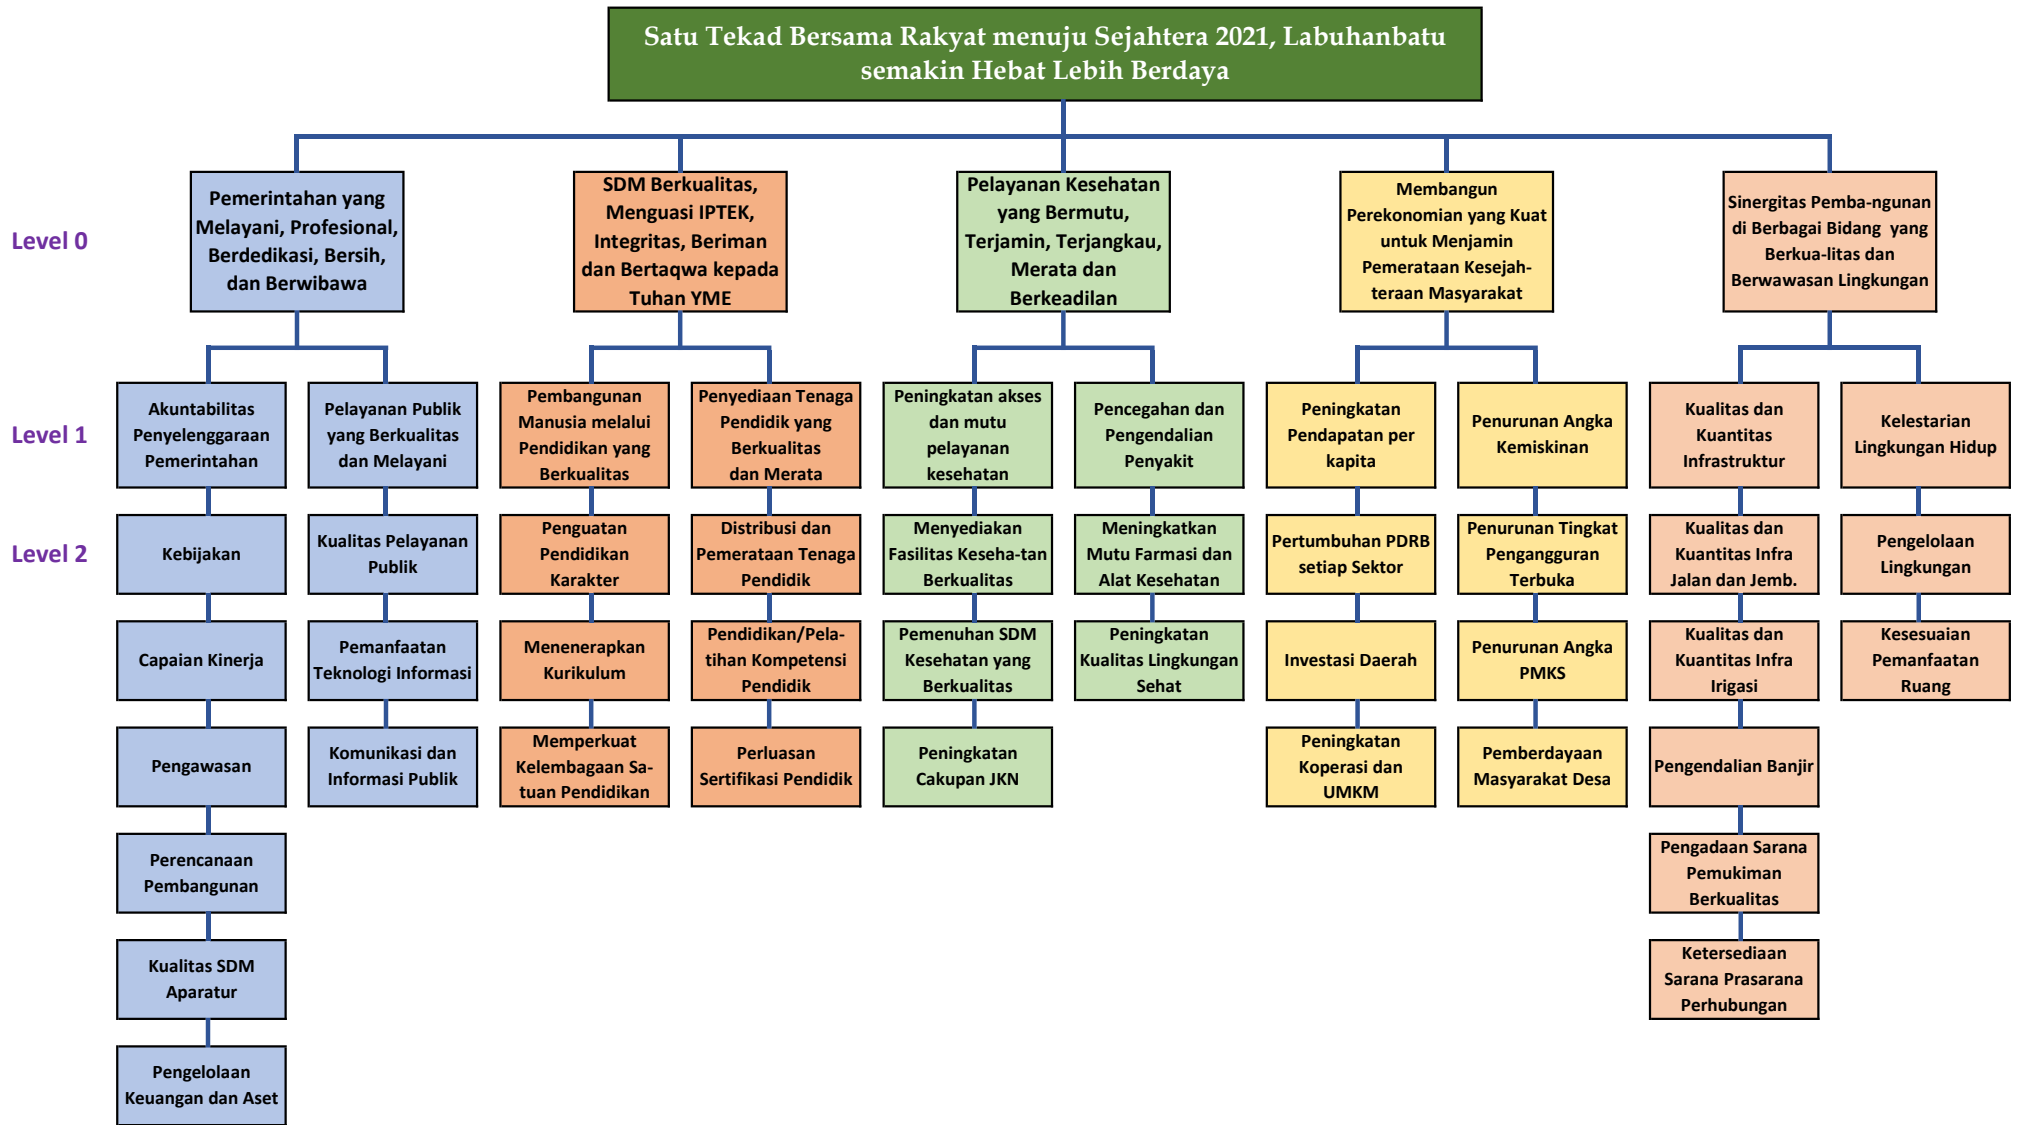 Satu Tekad Bersama Rakyat menuju Sejahtera 2021, Labuhanbatu
semakin Hebat Lebih Berdaya
Level 0
Pemerintahan yang
Melayani, Profesional,
Berdedikasi, Bersih,
dan Berwibawa
SDM Berkualitas,
Menguasi IPTEK,
Integritas, Beriman
dan Bertaqwa kepada
Tuhan YME
Pelayanan Kesehatan
yang Bermutu,
Terjamin, Terjangkau,
Merata dan
Berkeadilan
Membangun
Perekonomian yang Kuat
untuk Menjamin
Pemerataan Kesejah-
teraan Masyarakat
Sinergitas Pemba-ngunan
di Berbagai Bidang yang
Berkua-litas dan
Berwawasan Lingkungan
Level 1
Akuntabilitas
Penyelenggaraan
Pemerintahan
Pelayanan Publik
yang Berkualitas
dan Melayani
Pembangunan
Manusia melalui
Pendidikan yang
Berkualitas
Penyediaan Tenaga
Pendidik yang
Berkualitas
dan Merata
Peningkatan akses
dan mutu
pelayanan
kesehatan
Pencegahan dan
Pengendalian
Penyakit
Peningkatan
Pendapatan per
kapita
Penurunan Angka
Kemiskinan
Kualitas dan
Kuantitas
Infrastruktur
Kelestarian
Lingkungan Hidup
Level 2
Kebijakan
Kualitas Pelayanan
Publik
Penguatan
Pendidikan
Karakter
Distribusi dan
Pemerataan Tenaga
Pendidik
Menyediakan
Fasilitas Keseha-tan
Berkualitas
Meningkatkan
Mutu Farmasi dan
Alat Kesehatan
Pertumbuhan PDRB
setiap Sektor
Penurunan Tingkat
Pengangguran
Terbuka
Kualitas dan
Kuantitas Infra
Jalan dan Jemb.
Pengelolaan
Lingkungan
Capaian Kinerja
Pemanfaatan
Teknologi Informasi
Menenerapkan
Kurikulum
Pendidikan/Pela-
tihan Kompetensi
Pendidik
Pemenuhan SDM
Kesehatan yang
Berkualitas
Peningkatan
Kualitas Lingkungan
Sehat
Investasi Daerah
Penurunan Angka
PMKS
Kualitas dan
Kuantitas Infra
Irigasi
Kesesuaian
Pemanfaatan
Ruang
Pengawasan
Komunikasi dan
Informasi Publik
Memperkuat
Kelembagaan Sa-
tuan Pendidikan
Perluasan
Sertifikasi Pendidik
Peningkatan
Cakupan JKN
Peningkatan
Koperasi dan
UMKM
Pemberdayaan
Masyarakat Desa
Pengendalian Banjir
Perencanaan
Pembangunan
Pengadaan Sarana
Pemukiman
Berkualitas
Kualitas SDM
Aparatur
Ketersediaan
Sarana Prasarana
Perhubungan
Pengelolaan
Keuangan dan Aset